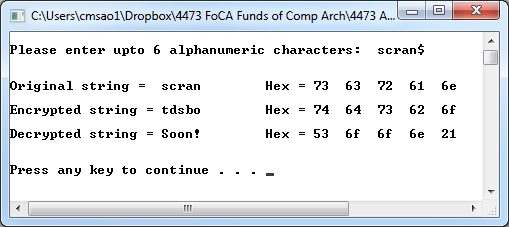 C:\Users\cmsao1\Dropbox\4473 FoCA Funds of Comp Arch\4473 A...
Please enter upto 6 alphanumeric characters:  scran$
Original string =  scran        Hex = 73  63  72  61  6e
Encrypted string = tdsbo        Hex = 74  64  73  62  6f
Decrypted string = Soon!        Hex = 53  6f  6f  6e  21
Press any key to continue . . .